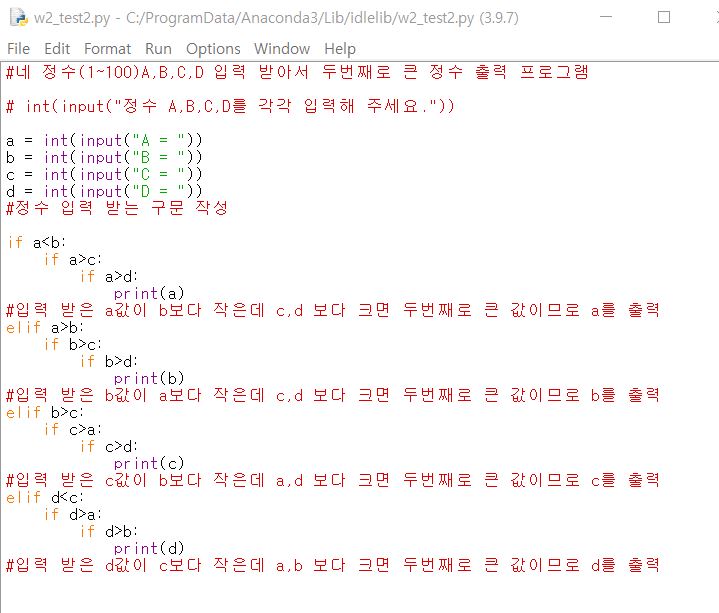 w2_test2.py - C:/ProgramData/Anaconda3/Lib/idlelib/w2_test2.py (3.9.7)
File Edit Format Run Options Window Help
#네 정수(1~100)A,B,C,D 입력 받아서 두번째로 큰 정수 출력 프로그램
# int(input("정수 A,B,C,D를 각각 입력해 주세요."))
a = int(input("A = "))
b = int(input("B = "))
c = int(input("C = "))
d = int(input("D = "))
#정수 입력 받는 구문 작성
if a<b:
    if a>c:
        if a>d:
            print(a)
#입력 받은 a값이 b보다 작은데 c,d 보다 크면 두번째로 큰 값이므로 a를 출력
elif a>b:
    if b>c:
        if b>d:
            print(b)
#입력 받은 b값이 a보다 작은데 c,d 보다 크면 두번째로 큰 값이므로 b를 출력
elif b>c:
    if c>a:
        if c>d:
            print(c)
#입력 받은 c값이 b보다 작은데 a,d 보다 크면 두번째로 큰 값이므로 c를 출력
elif d<c:
    if d>a:
        if d>b:
            print(d)
#입력 받은 d값이 c보다 작은데 a,b 보다 크면 두번째로 큰 값이므로 d를 출력